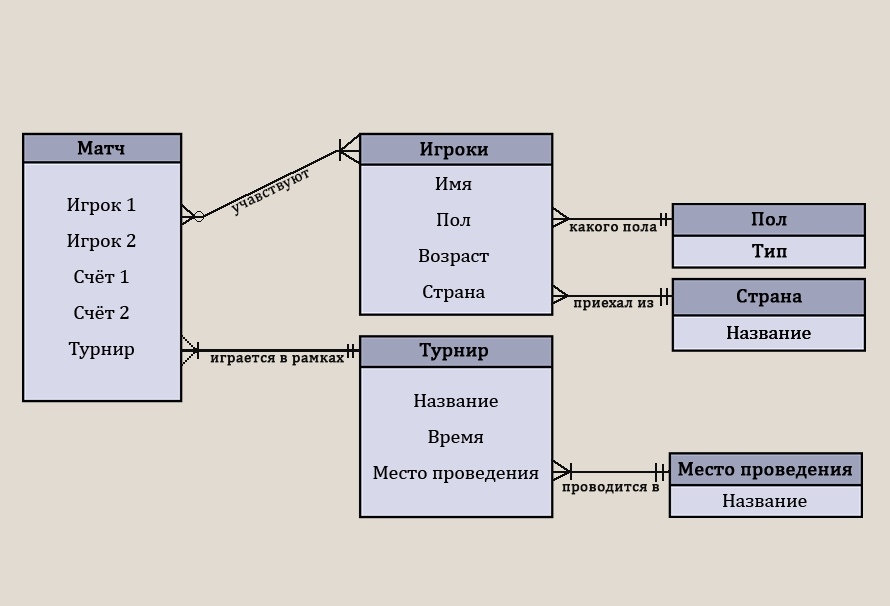 Матч
Игрок 1
Игрок 2
Счёт 1
Счёт 2
Турнир
учавствуют
играется в рамках
Игроки
Имя
Пол
Возраст
Страна
Турнир
Название
Время
Место проведения
какого пола
приехал из
проводится в
Пол
Тип
Страна
Название
Место проведения
Название